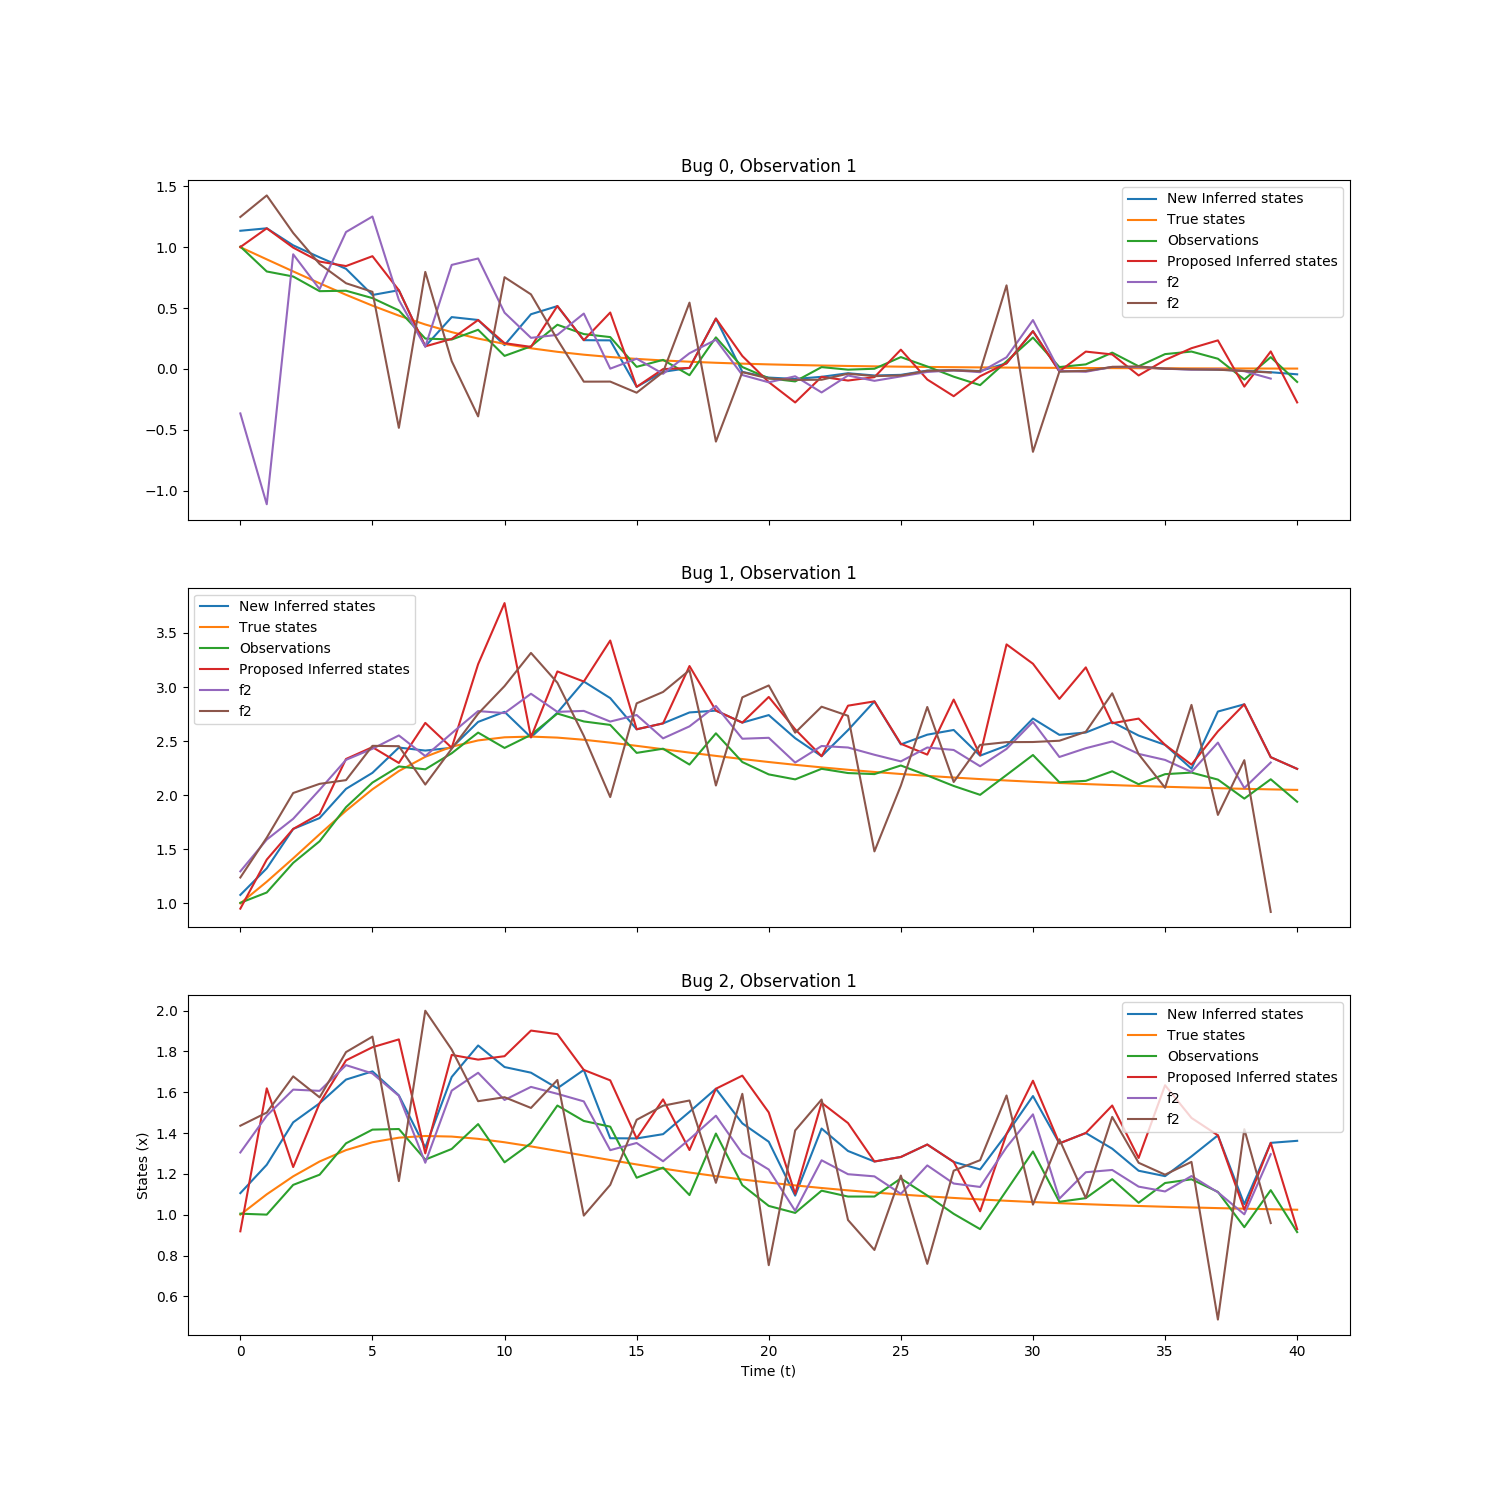 Bug 0, Observation 1
1.5
1.0
0.5
0.0
−0.5
−1.0
New Inferred states
True states
Observations
Proposed Inferred states
f2
f2
Bug 1, Observation 1
3.5
3.0
2.5
2.0
1.5
1.0
New Inferred states
True states
Observations
Proposed Inferred states
f2
f2
Bug 2, Observation 1
2.0
1.8
1.6
1.4
1.2
1.0
0.8
0.6
States (x)
New Inferred states
True states
Observations
Proposed Inferred states
f2
f2
0 5 10 15 20 25 30 35 40
Time (t)